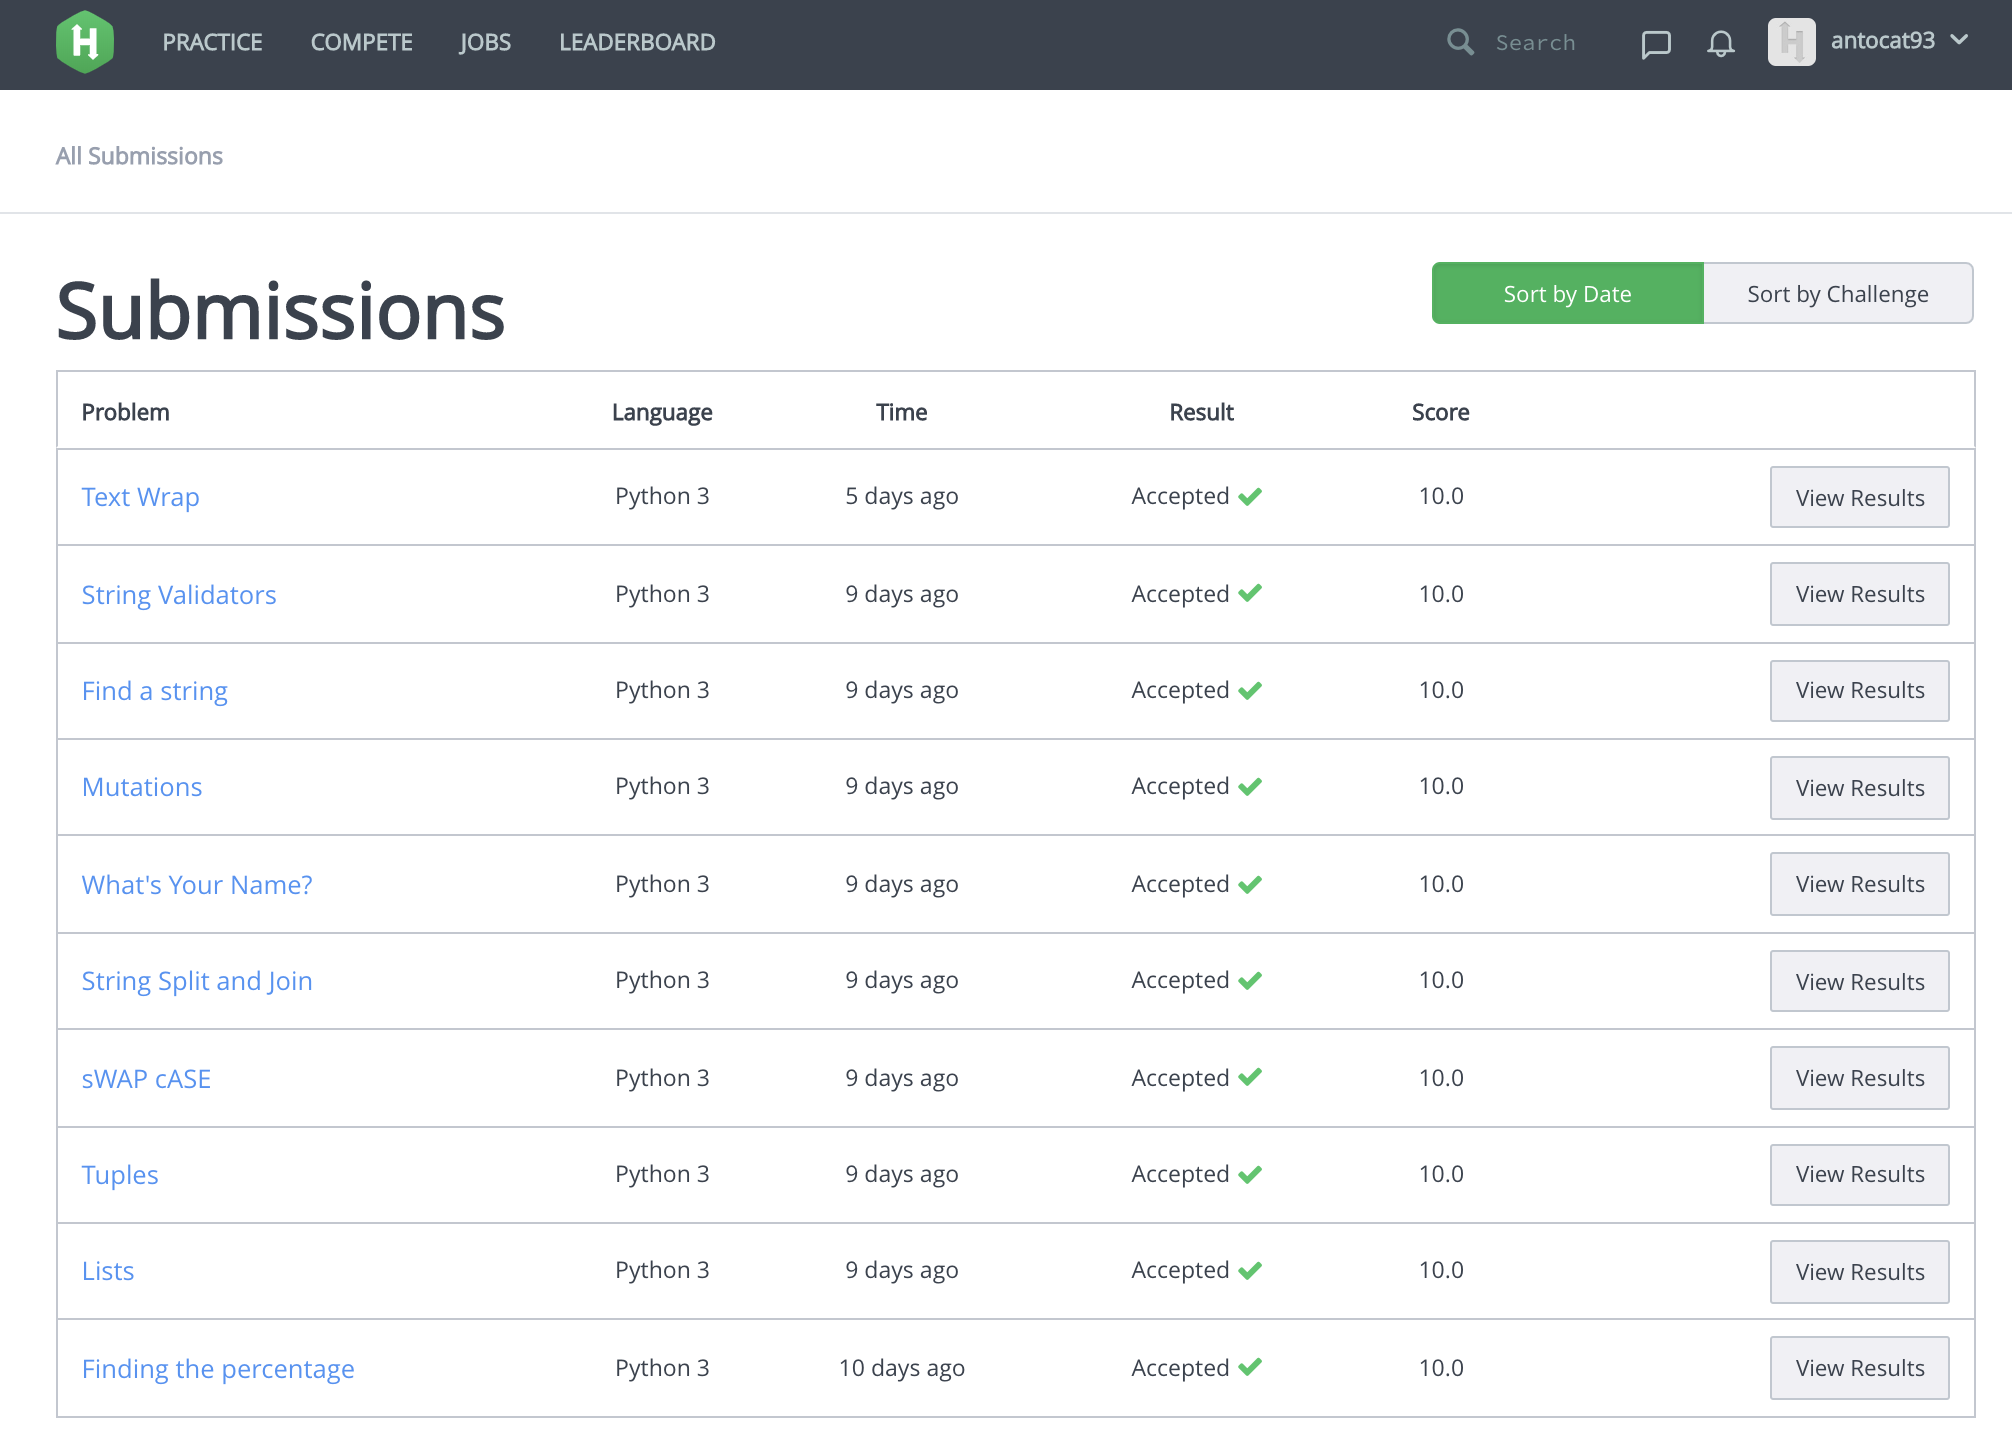 H PRACTICE COMPETE JOBS LEADERBOARD Search H antocat93
All Submissions
Submissions Sort by Date Sort by Challenge
Problem Language Time Result Score
Text Wrap Python 3 5 days ago Accepted 10.0 View Results
String Validators Python 3 9 days ago Accepted 10.0 View Results
Find a string Python 3 9 days ago Accepted 10.0 View Results
Mutations Python 3 9 days ago Accepted 10.0 View Results
What's Your Name? Python 3 9 days ago Accepted 10.0 View Results
String Split and Join Python 3 9 days ago Accepted 10.0 View Results
sWAP cASE Python 3 9 days ago Accepted 10.0 View Results
Tuples Python 3 9 days ago Accepted 10.0 View Results
Lists Python 3 9 days ago Accepted 10.0 View Results
Finding the percentage Python 3 10 days ago Accepted 10.0 View Results